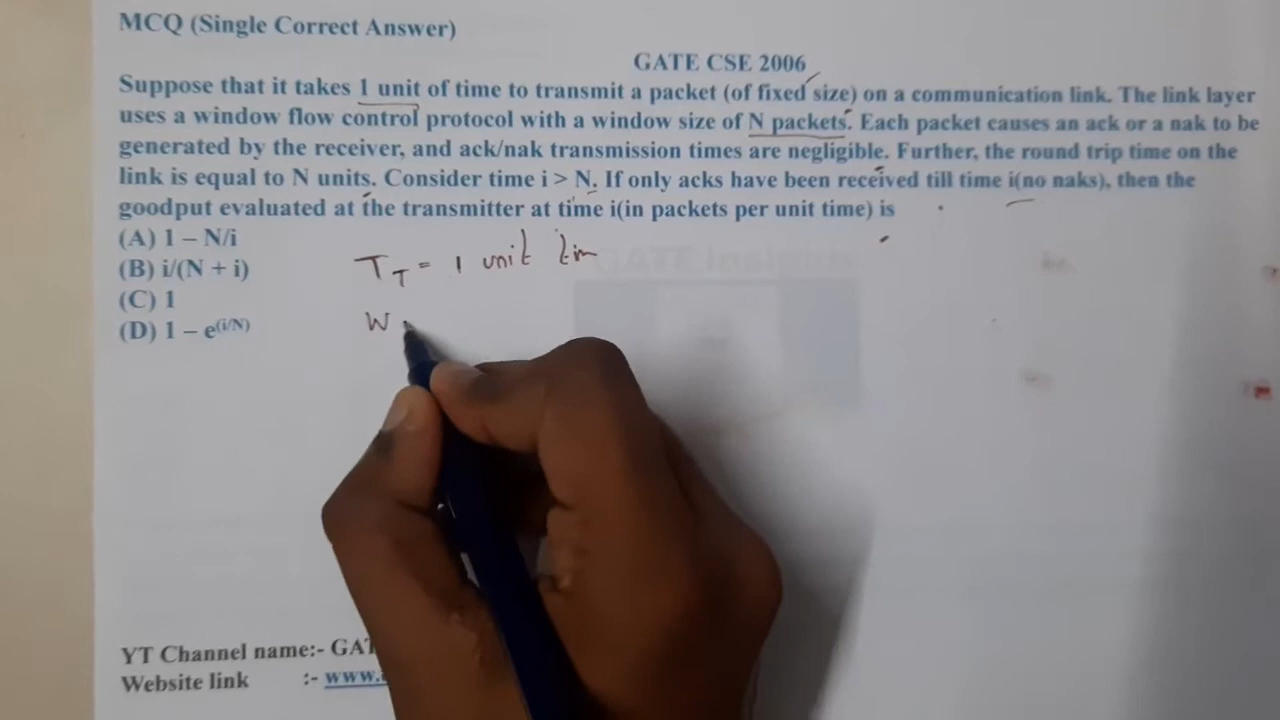 MCQ (Single Correct Answer)
GATE CSE 2006
Suppose that it takes 1 unit of time to transmit a packet (of fixed size) on a communication link. The link layer
uses a window flow control protocol with a window size of N packets. Each packet causes an ack or a nak to be
generated by the receiver, and ack/nak transmission times are negligible. Further, the round trip time on the
link is equal to N units. Consider time i > N. If only acks have been received till time i(no naks), then the
goodput evaluated at the transmitter at time i(in packets per unit time) is
(A) 1 – N/i
(B) i/(N + i)
(C) 1
(D) 1 – e^(i/N)
T_T = 1 unit tim
W
YT Channel name:- GAT
Website link :- www.